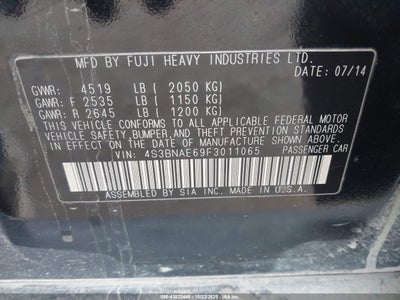 MFD BY FUJI HEAVY INDUSTRIES LTD.
DATE: 07/14
GVWR: 4519 LB ( 2050 KG)
GAWR: F 2535 LB ( 1150 KG)
GAWR: R 2645 LB ( 1200 KG)
THIS VEHICLE CONFORMS TO ALL APPLICABLE FEDERAL MOTOR
VEHICLE SAFETY, BUMPER, AND THEFT PREVENTION STANDARDS
IN EFFECT ON THE DATE OF MANUFACTURE SHOWN ABOVE.
VIN: 4S3BNAE69F3011065 PASSENGER CAR
ASSEMBLED BY SIA INC. MADE IN U.S.A.